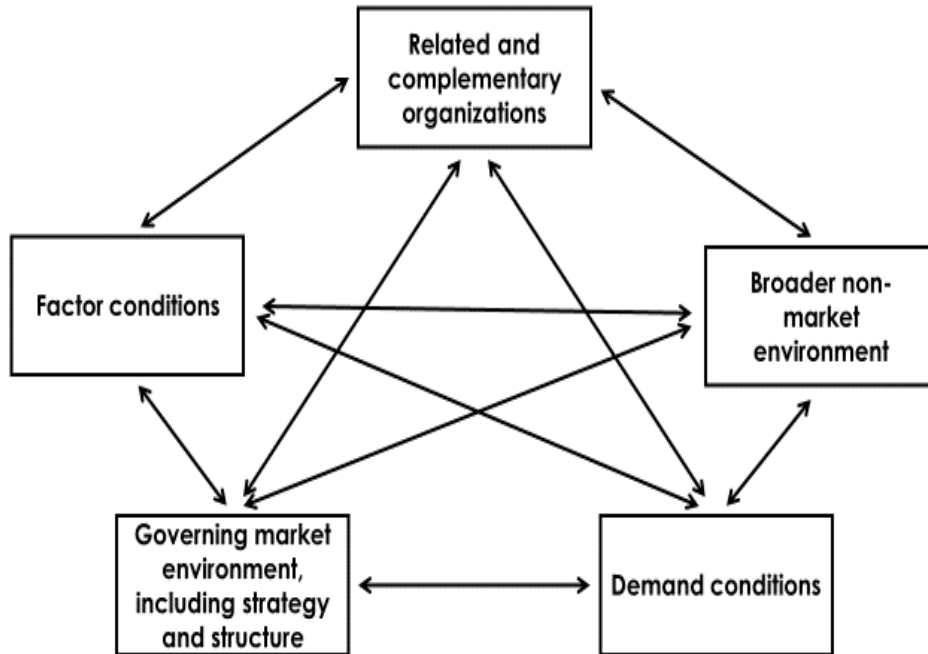 Related and
complementary
organizations
Factor conditions
Broader non-
market
environment
Governing market
environment,
including strategy
and structure
Demand conditions